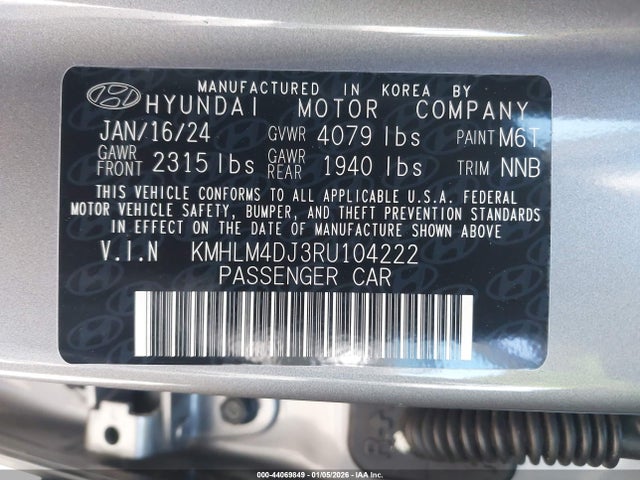 MANUFACTURED IN KOREA BY
HYUNDAI MOTOR COMPANY
JAN/16/24 GVWR 4079 lbs PAINT M6T
GAWR FRONT 2315 lbs GAWR REAR 1940 lbs TRIM NNB
THIS VEHICLE CONFORMS TO ALL APPLICABLE U.S.A. FEDERAL
MOTOR VEHICLE SAFETY, BUMPER, AND THEFT PREVENTION STANDARDS
IN EFFECT ON THE DATE OF MANUFACTURE SHOWN ABOVE
V.I.N KMHLM4DJ3RU104222
PASSENGER CAR
000-44069849 | 01/05/2026 - IAA Inc.